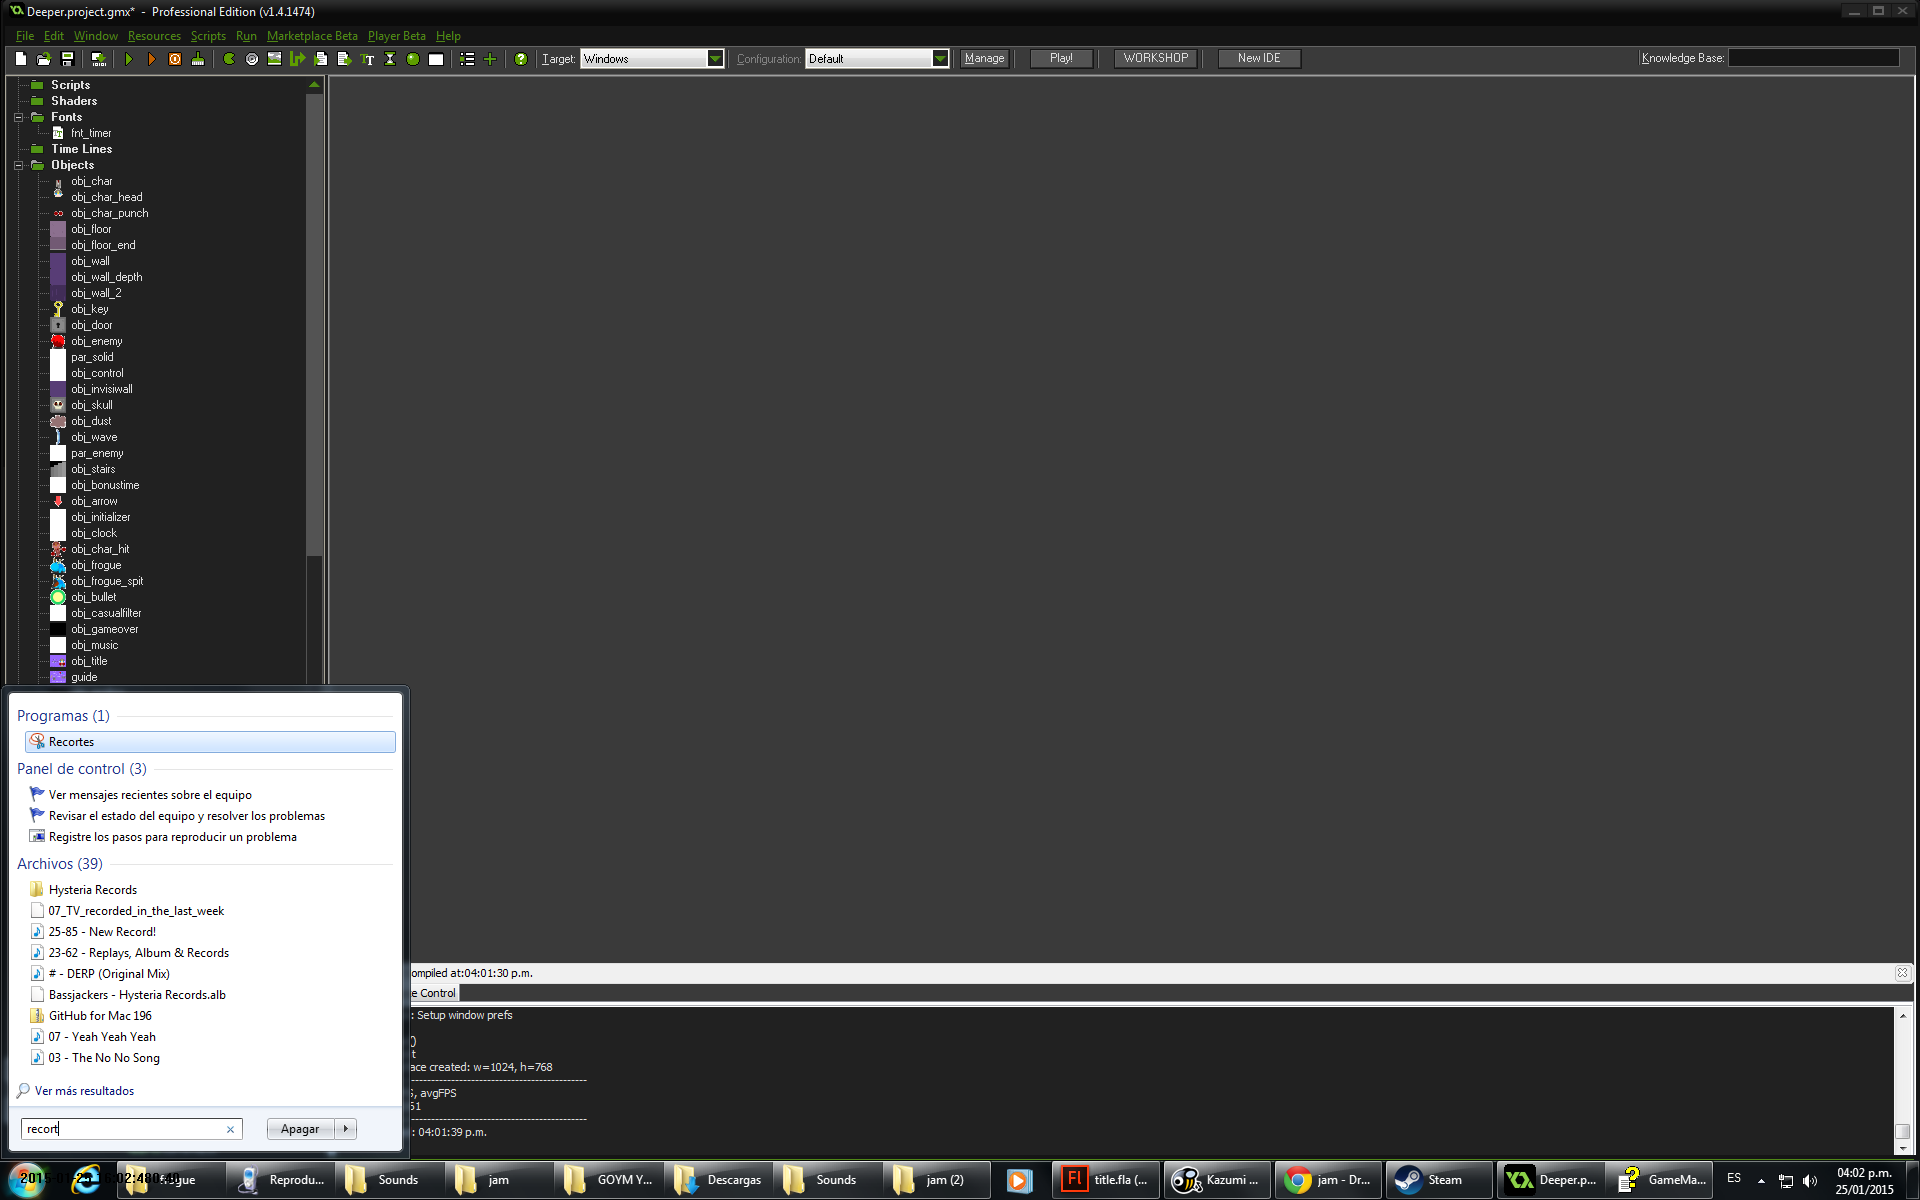 Deeper.project.gmx* - Professional Edition (v1.4.1474)
File Edit Window Resources Scripts Run Marketplace Beta Player Beta Help
Target: Windows Configuration: Default Manage Play! WORKSHOP New IDE Knowledge Base:
Scripts
Shaders
Fonts
fnt_timer
Time Lines
Objects
obj_char
obj_char_head
obj_char_punch
obj_floor
obj_floor_end
obj_wall
obj_wall_depth
obj_wall_2
obj_key
obj_door
obj_enemy
par_solid
obj_control
obj_invisiwall
obj_skull
obj_dust
obj_wave
par_enemy
obj_stairs
obj_bonustime
obj_arrow
obj_initializer
obj_clock
obj_char_hit
obj_frogue
obj_frogue_spit
obj_bullet
obj_casualfilter
obj_gameover
obj_music
obj_title
guide
Programas (1)
Recortes
Panel de control (3)
Ver mensajes recientes sobre el equipo
Revisar el estado del equipo y resolver los problemas
Registre los pasos para reproducir un problema
Archivos (39)
Hysteria Records
07_TV_recorded_in_the_last_week
25-85 - New Record!
23-62 - Replays, Album & Records
# - DERP (Original Mix)
Bassjackers - Hysteria Records.alb
GitHub for Mac 196
07 - Yeah Yeah Yeah
03 - The No No Song
Ver más resultados
recort
Apagar
ompiled at:04:01:30 p.m.
e Control
: Setup window prefs
()
t
ace created: w=1024, h=768
------------------------------------------------------------
S, avgFPS
51
------------------------------------------------------------
: 04:01:39 p.m.
Reprodu... Sounds jam GOYM Y... Descargas Sounds jam (2) title.fla (... Kazumi ... jam - Dr... Steam Deeper.p... GameMa... ES
04:02 p.m.
25/01/2015